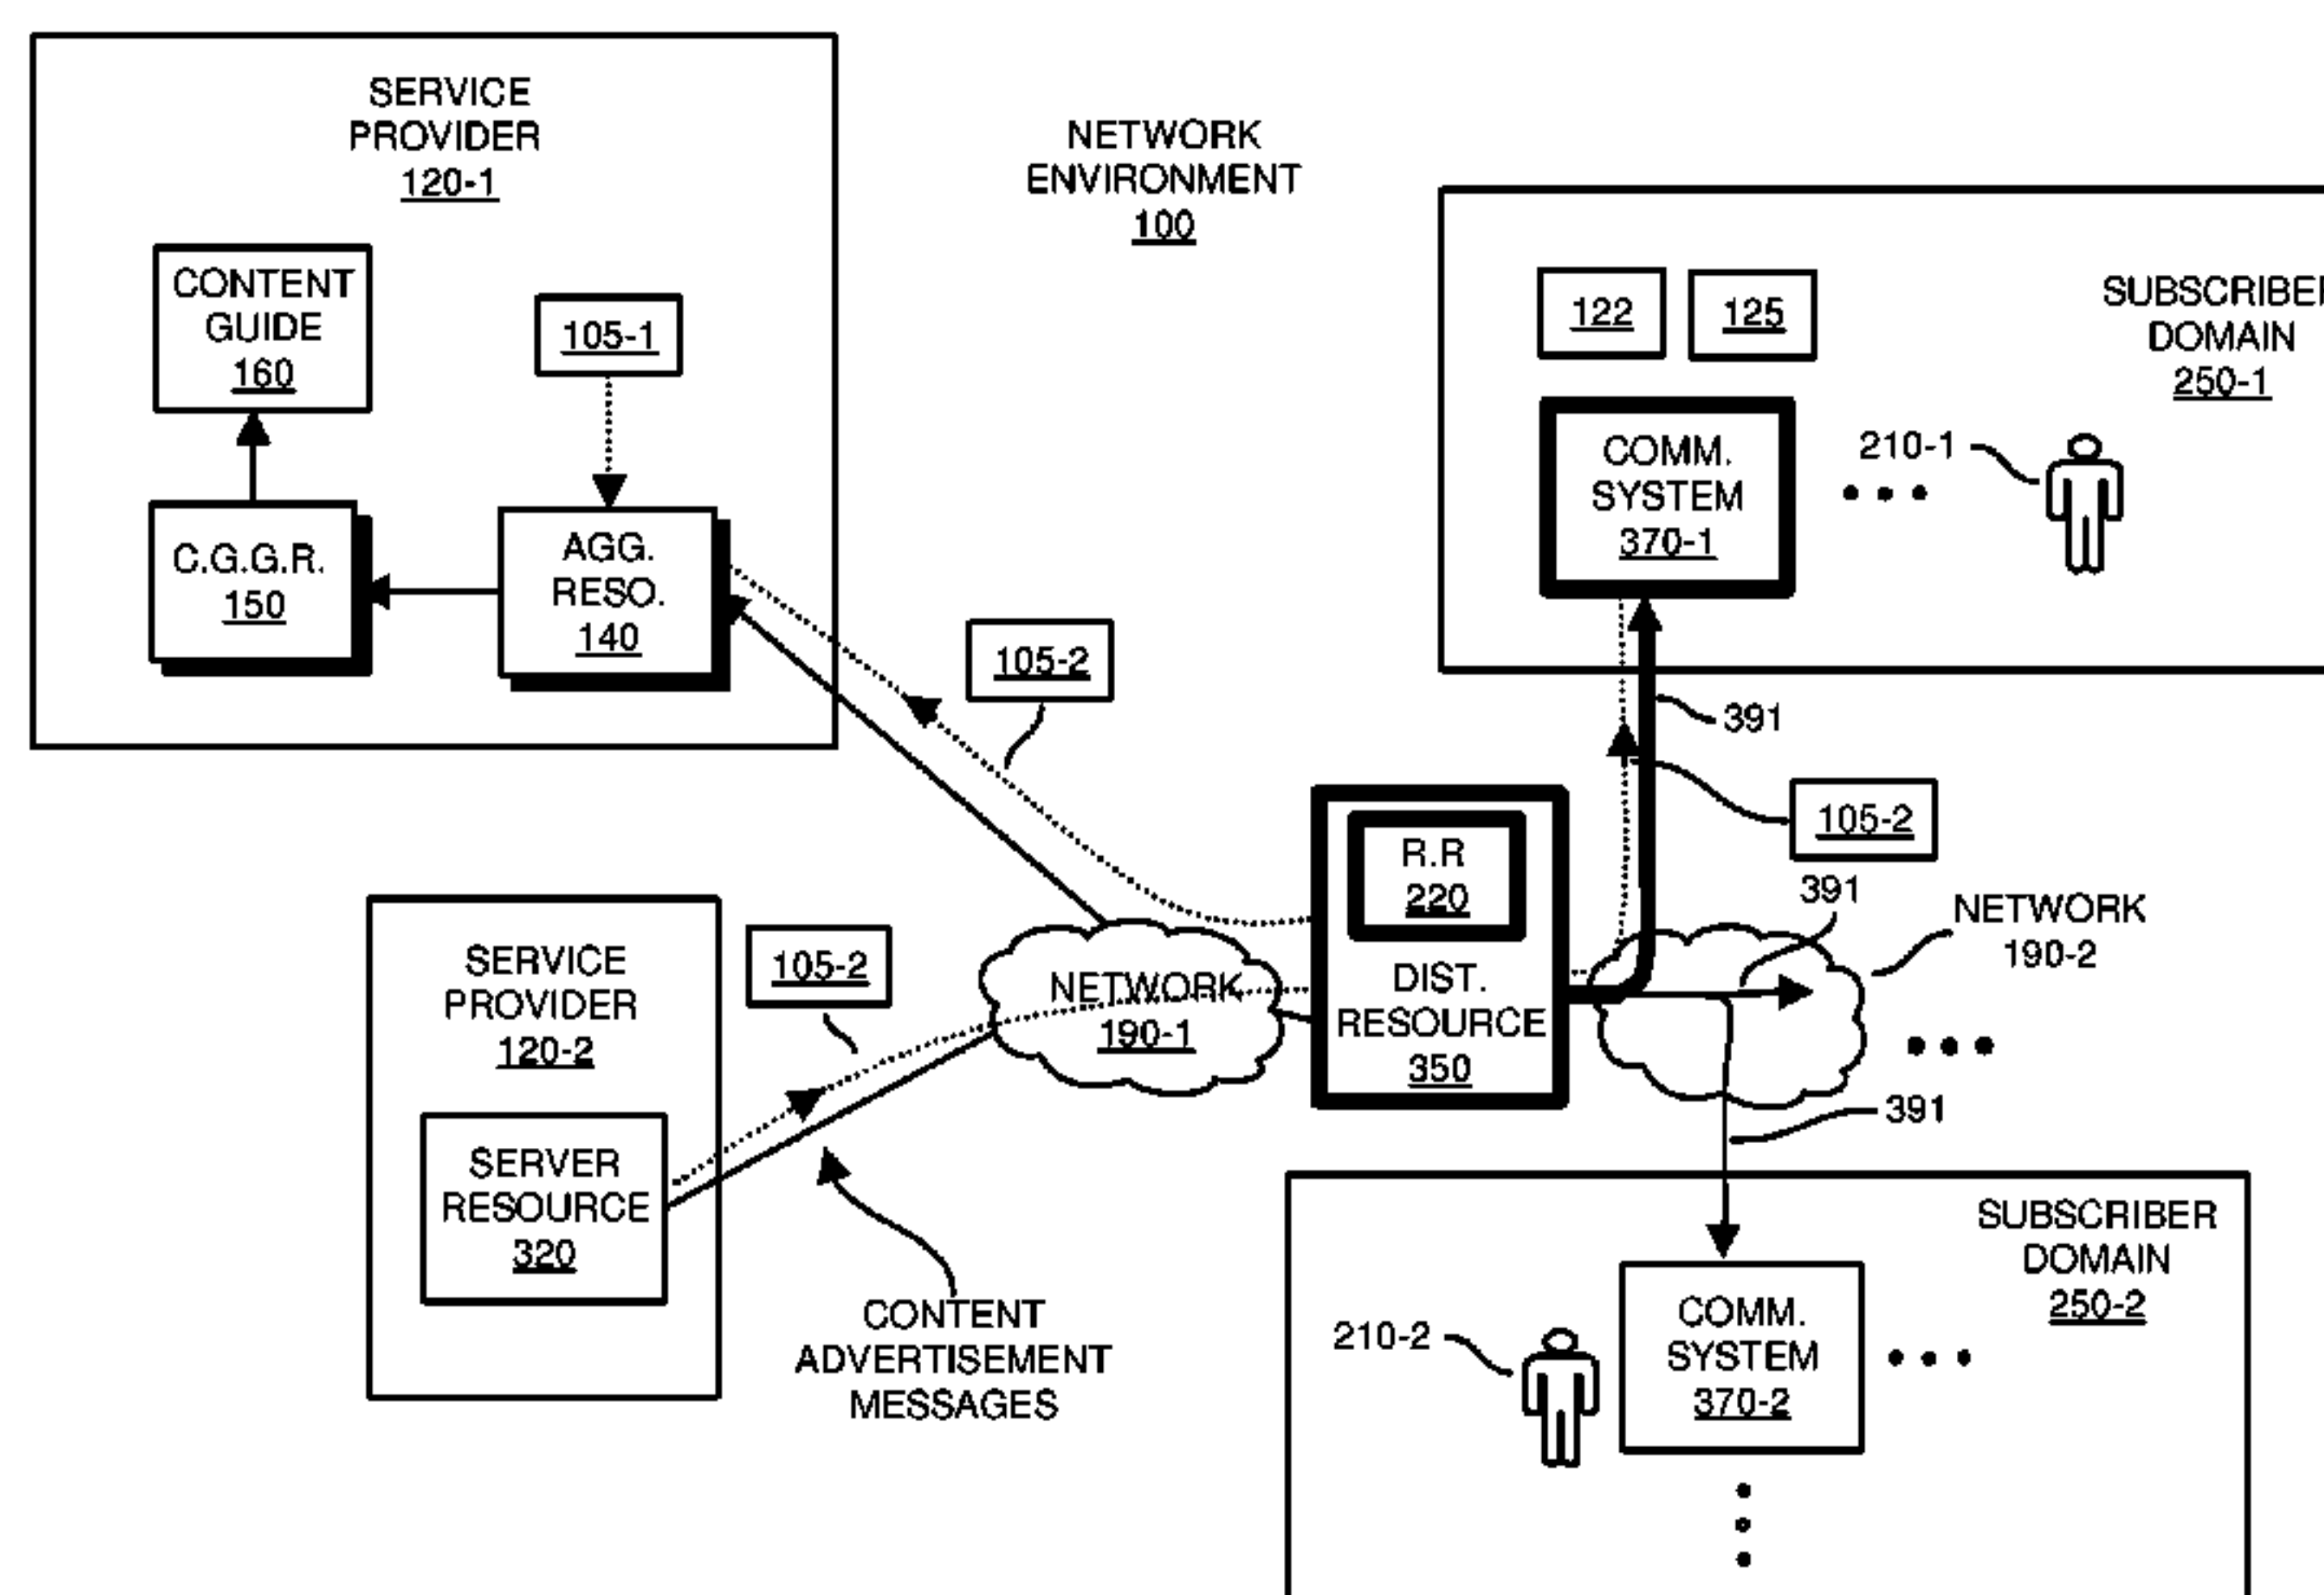 SERVICE
PROVIDER
120-1
CONTENT
GUIDE
160
105-1
C.G.G.R.
150
AGG.
RESO.
140
NETWORK
ENVIRONMENT
100
105-2
SUBSCRIBER
DOMAIN
250-1
122
125
COMM.
SYSTEM
370-1
210-1
391
105-2
391
NETWORK
190-2
R.R
220
DIST.
RESOURCE
350
NETWORK
190-1
SERVICE
PROVIDER
120-2
105-2
SERVER
RESOURCE
320
CONTENT
ADVERTISEMENT
MESSAGES
391
SUBSCRIBER
DOMAIN
250-2
210-2
COMM.
SYSTEM
370-2